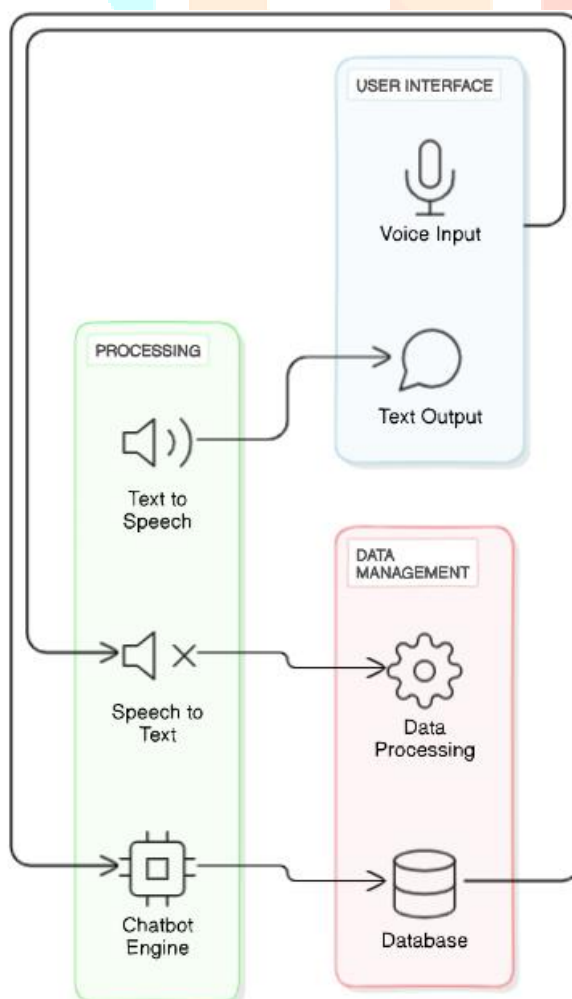 USER INTERFACE
Voice Input
Text Output
PROCESSING
Text to
Speech
Speech to
Text
Chatbot
Engine
DATA
MANAGEMENT
Data
Processing
Database